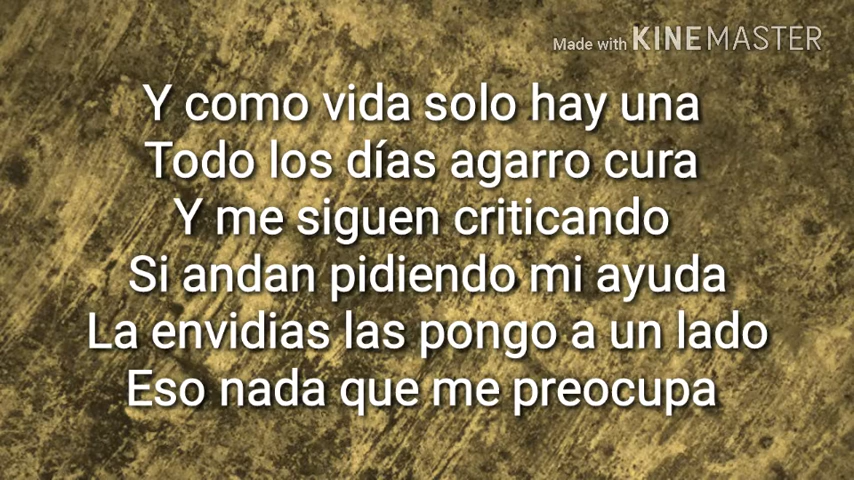 Made with KINEMASTER
Y como vida solo hay una
Todo los días agarro cura
Y me siguen criticando
Si andan pidiendo mi ayuda
La envidias las pongo a un lado
Eso nada que me preocupa